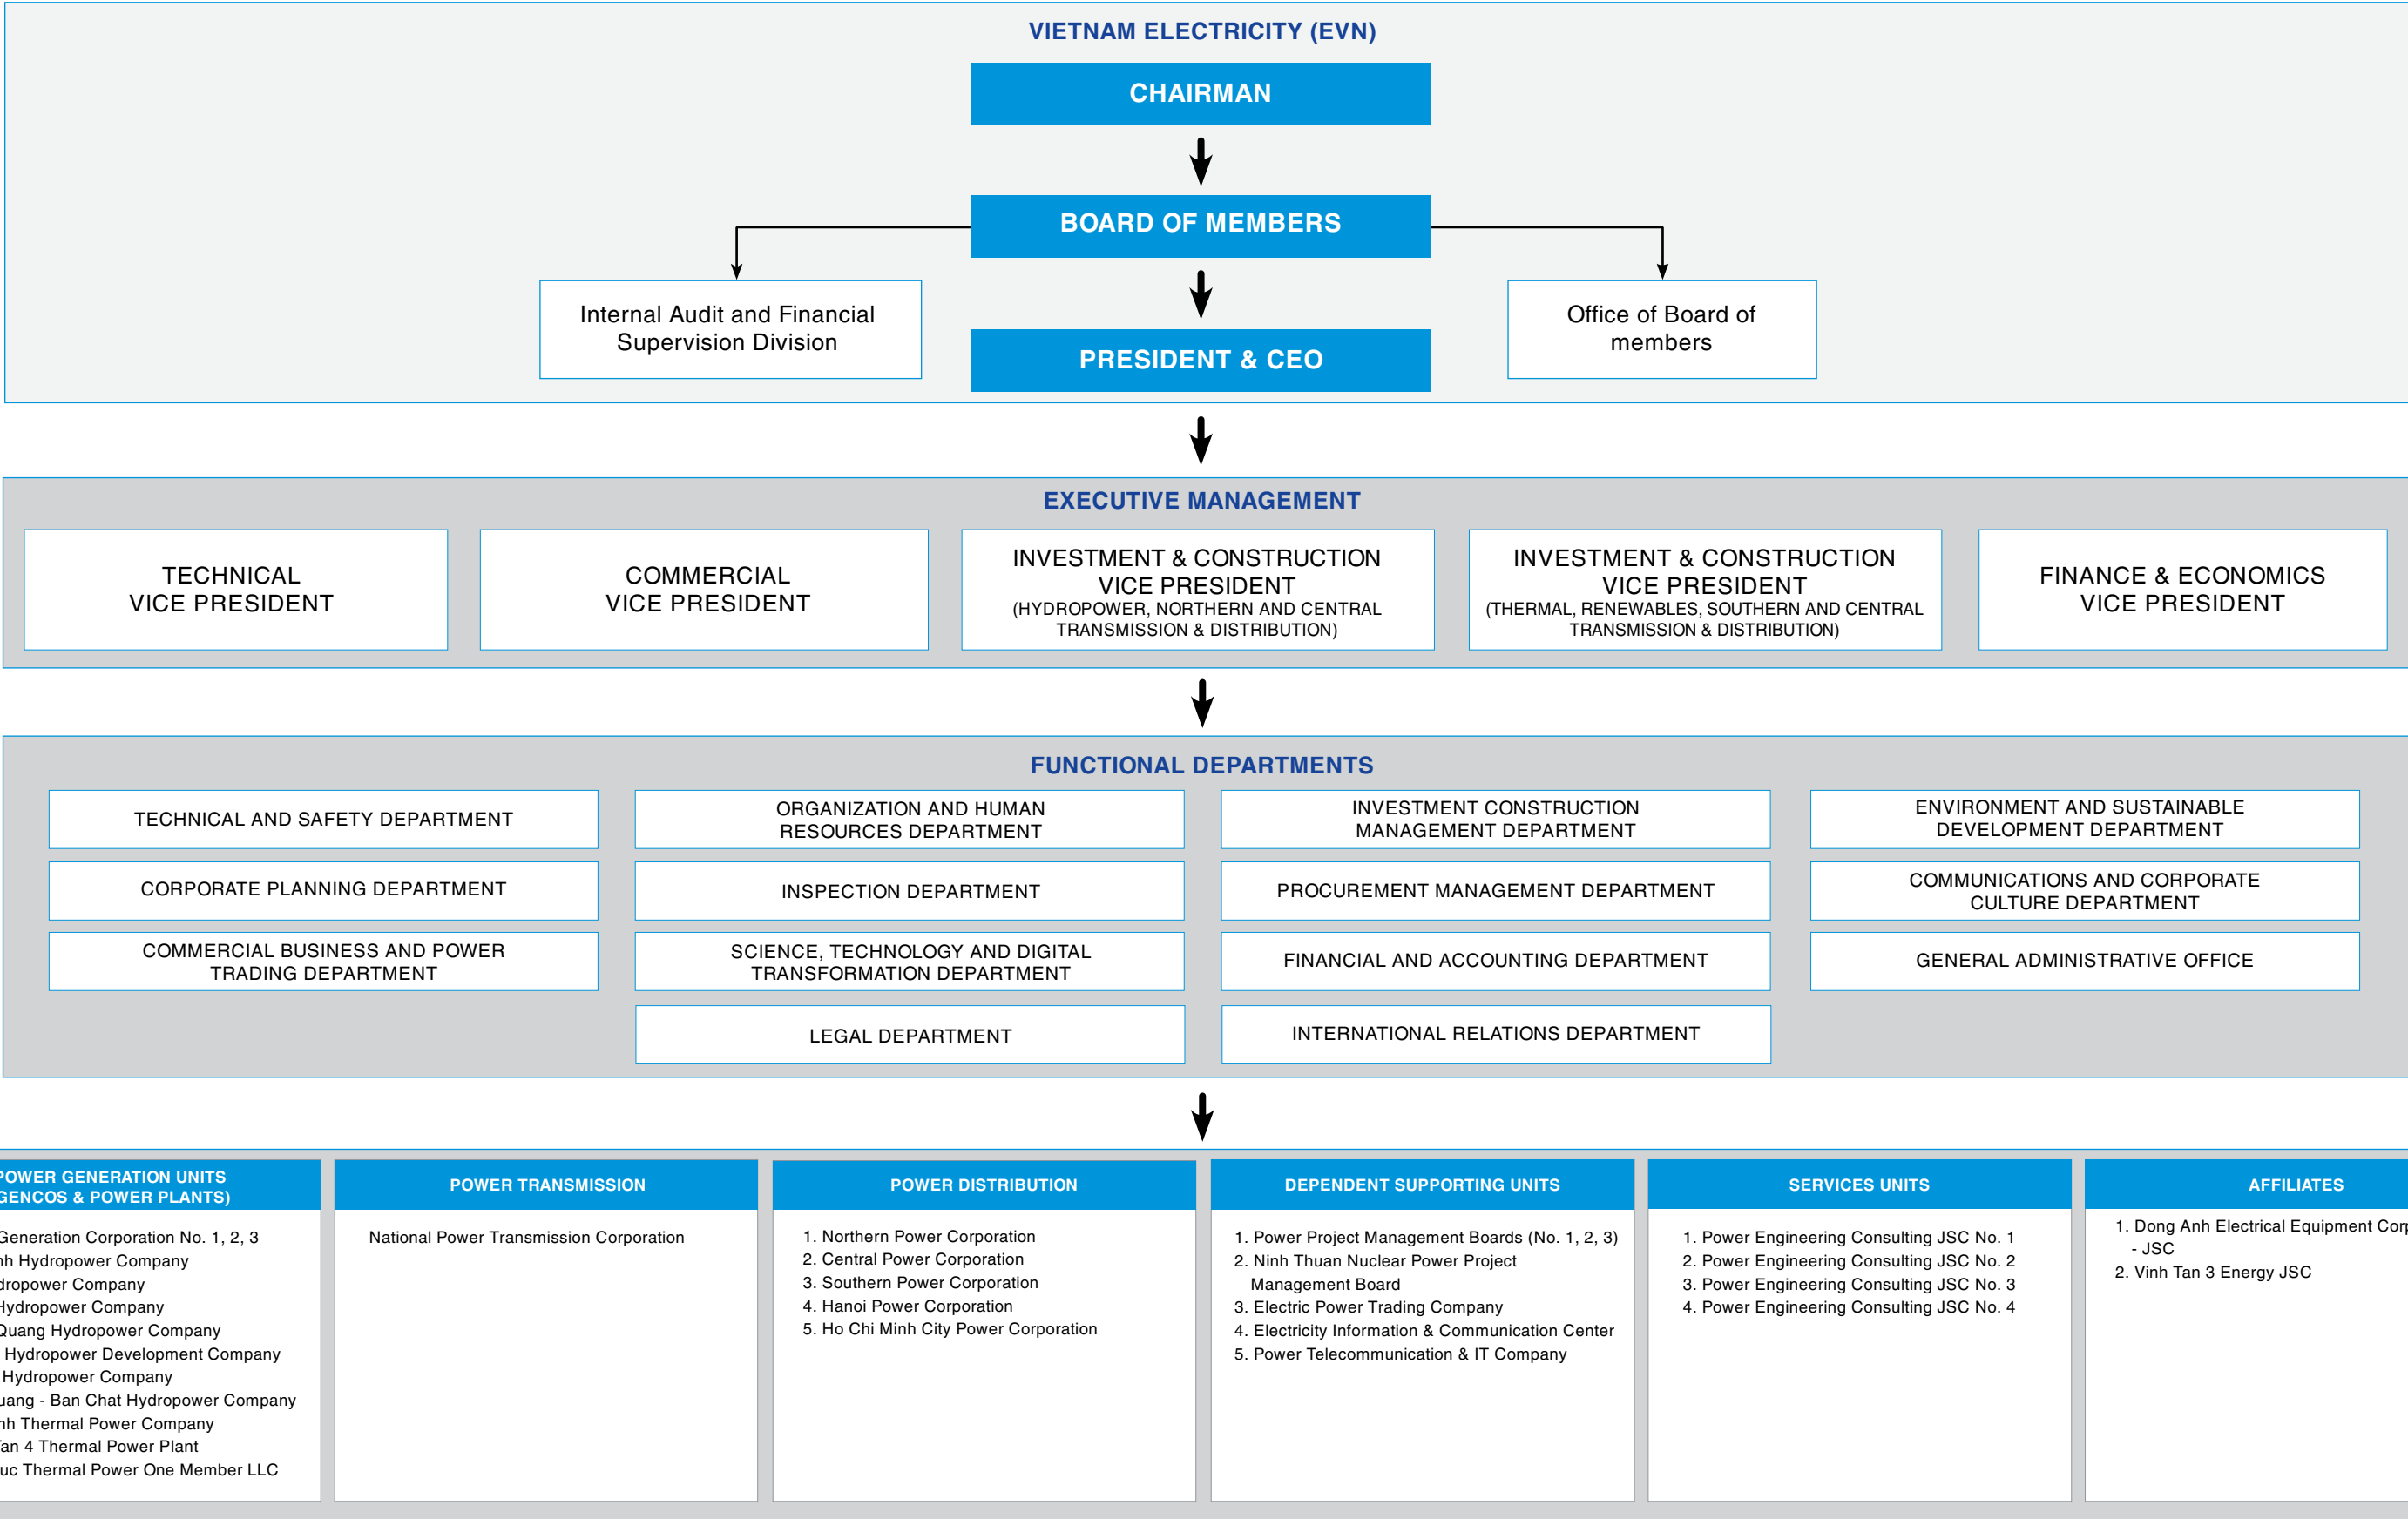 VIETNAM ELECTRICITY (EVN)
CHAIRMAN
BOARD OF MEMBERS
Internal Audit and Financial
Supervision Division
Office of Board of
members
PRESIDENT & CEO
EXECUTIVE MANAGEMENT
TECHNICAL
VICE PRESIDENT
COMMERCIAL
VICE PRESIDENT
INVESTMENT & CONSTRUCTION
VICE PRESIDENT
(HYDROPOWER, NORTHERN AND CENTRAL
TRANSMISSION & DISTRIBUTION)
INVESTMENT & CONSTRUCTION
VICE PRESIDENT
(THERMAL, RENEWABLES, SOUTHERN AND CENTRAL
TRANSMISSION & DISTRIBUTION)
FINANCE & ECONOMICS
VICE PRESIDENT
FUNCTIONAL DEPARTMENTS
TECHNICAL AND SAFETY DEPARTMENT
ORGANIZATION AND HUMAN
RESOURCES DEPARTMENT
INVESTMENT CONSTRUCTION
MANAGEMENT DEPARTMENT
ENVIRONMENT AND SUSTAINABLE
DEVELOPMENT DEPARTMENT
CORPORATE PLANNING DEPARTMENT
INSPECTION DEPARTMENT
PROCUREMENT MANAGEMENT DEPARTMENT
COMMUNICATIONS AND CORPORATE
CULTURE DEPARTMENT
COMMERCIAL BUSINESS AND POWER
TRADING DEPARTMENT
SCIENCE, TECHNOLOGY AND DIGITAL
TRANSFORMATION DEPARTMENT
FINANCIAL AND ACCOUNTING DEPARTMENT
GENERAL ADMINISTRATIVE OFFICE
LEGAL DEPARTMENT
INTERNATIONAL RELATIONS DEPARTMENT
POWER GENERATION UNITS
GENCOS & POWER PLANTS)
Generation Corporation No. 1, 2, 3
Hydropower Company
Company
Hydropower Company
Quang Hydropower Company
Hydropower Development Company
Hydropower Company
- Ban Chat Hydropower Company
Thermal Power Company
4 Thermal Power Plant
Thermal Power One Member LLC
POWER TRANSMISSION
National Power Transmission Corporation
POWER DISTRIBUTION
1. Northern Power Corporation
2. Central Power Corporation
3. Southern Power Corporation
4. Hanoi Power Corporation
5. Ho Chi Minh City Power Corporation
DEPENDENT SUPPORTING UNITS
1. Power Project Management Boards (No. 1, 2, 3)
2. Ninh Thuan Nuclear Power Project
Management Board
3. Electric Power Trading Company
4. Electricity Information & Communication Center
5. Power Telecommunication & IT Company
SERVICES UNITS
1. Power Engineering Consulting JSC No. 1
2. Power Engineering Consulting JSC No. 2
3. Power Engineering Consulting JSC No. 3
4. Power Engineering Consulting JSC No. 4
AFFILIATES
1. Dong Anh Electrical Equipment
- JSC
2. Vinh Tan 3 Energy JSC